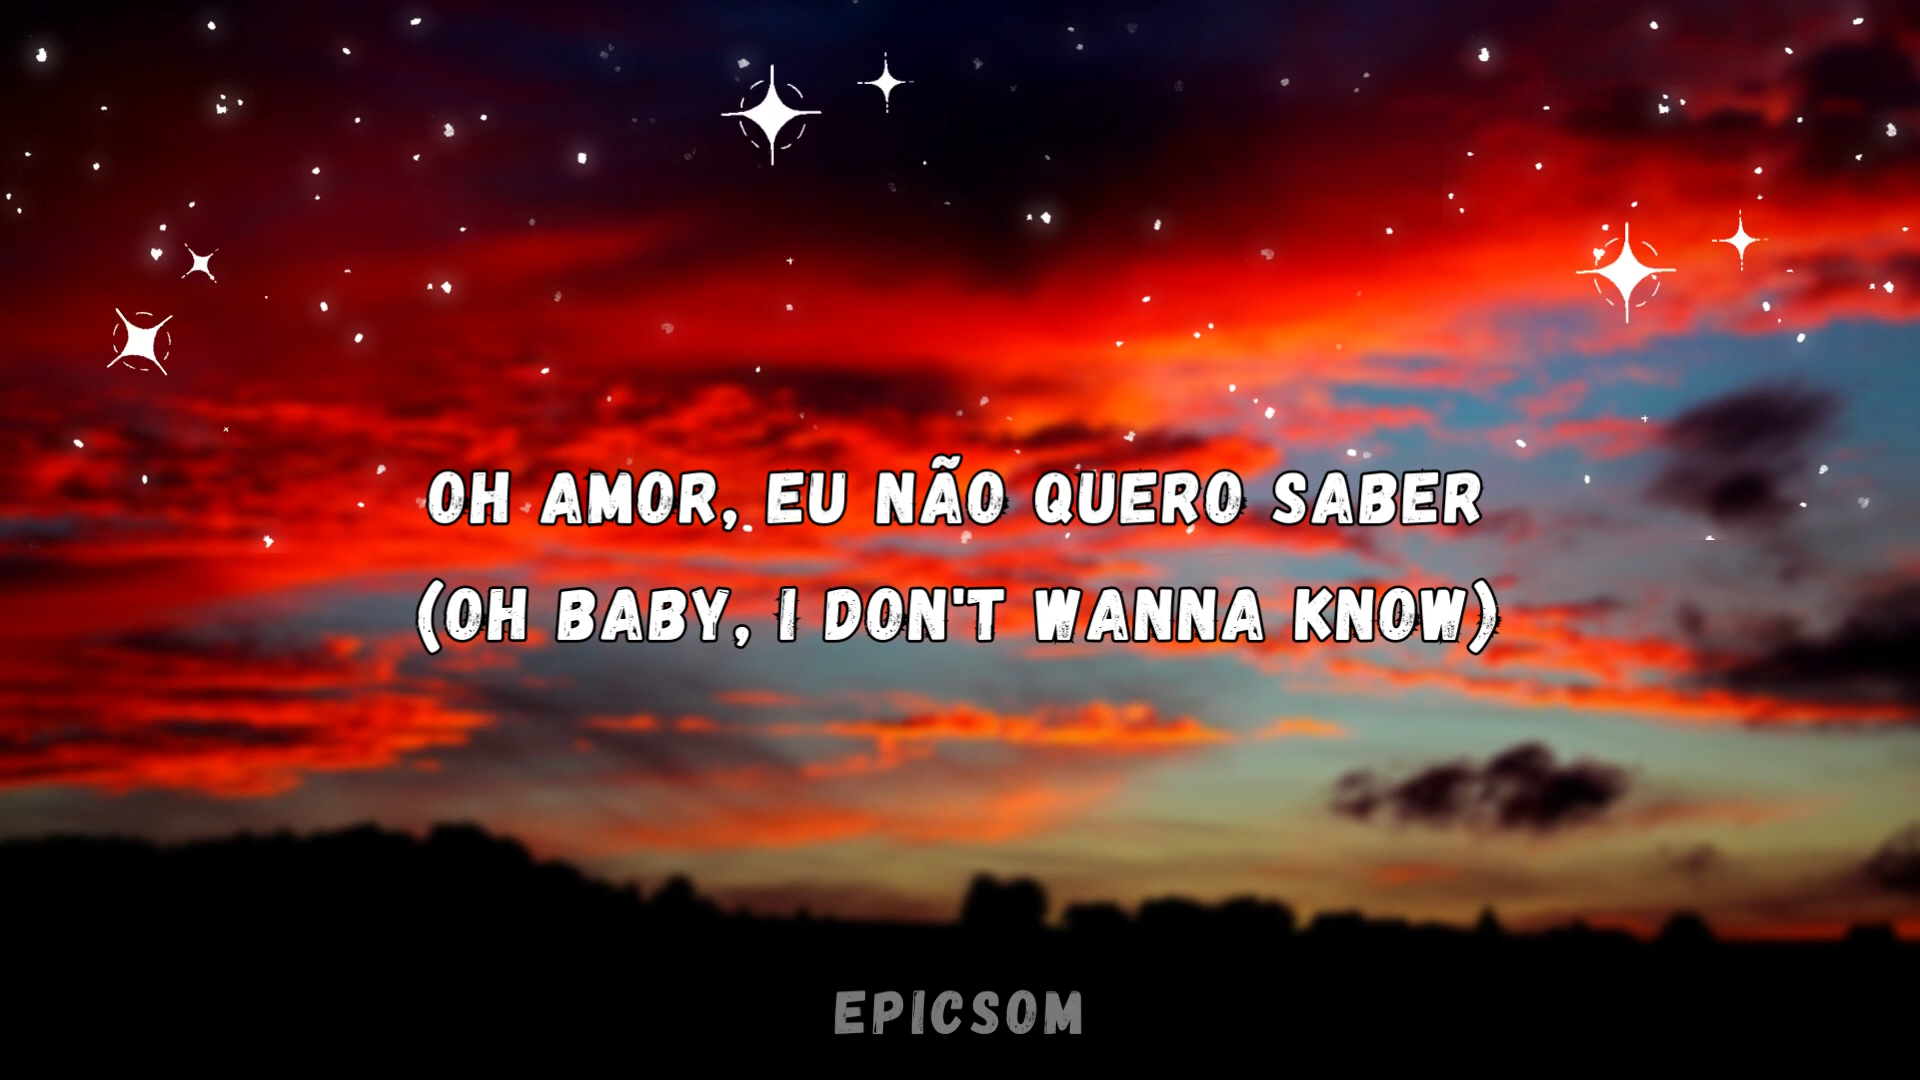 OH AMOR, EU NÃO QUERO SABER
(OH BABY, I DON'T WANNA KNOW)
EPICSOM